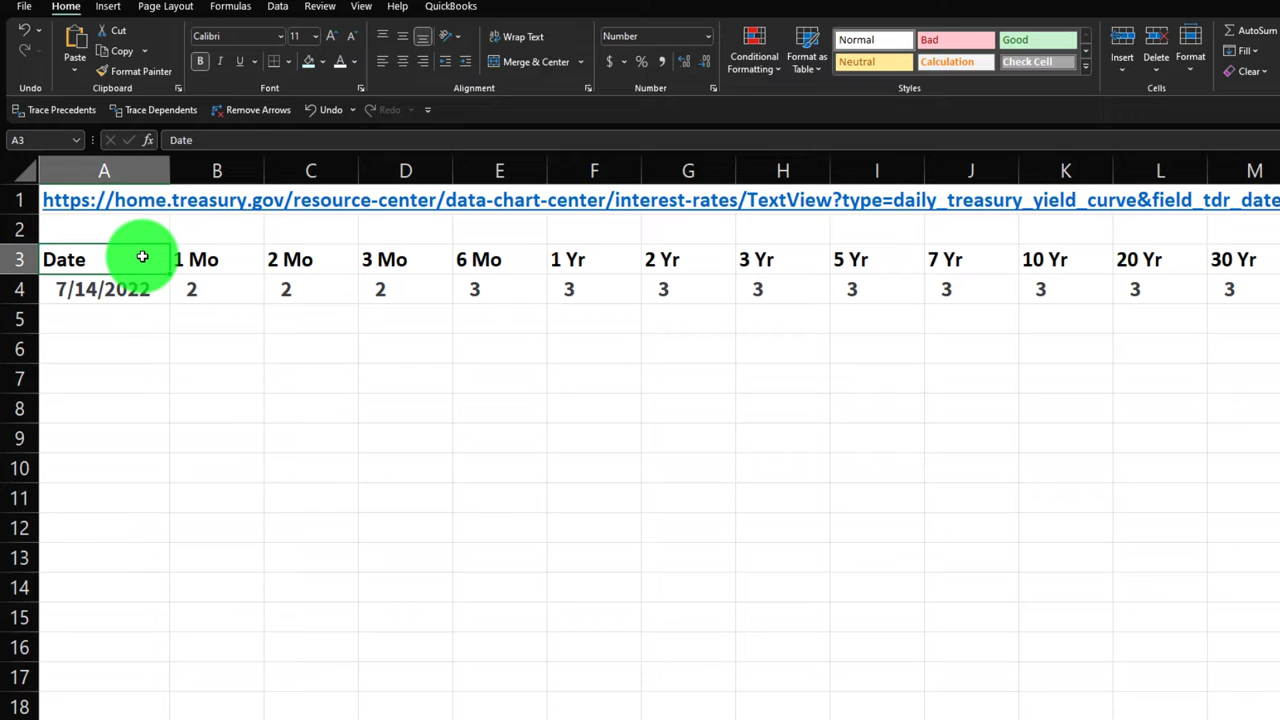 File Home Insert Page Layout Formulas Data Review View Help QuickBooks
Cut Calibri 11 Wrap Text Number Normal Bad Good AutoSum
Paste Copy Conditional Formatting Format as Table Insert Delete Format Fill
Format Painter B I U A Merge & Center $ % Neutral Calculation Check Cell Clear
Undo Clipboard Font Alignment Number Styles Cells
Trace Precedents Trace Dependents Remove Arrows Undo Redo
A3 fx Date
A B C D E F G H I J K L M
1 https://home.treasury.gov/resource-center/data-chart-center/interest-rates/TextView?type=daily_treasury_yield_curve&field_tdr_date
2
3 Date 1 Mo 2 Mo 3 Mo 6 Mo 1 Yr 2 Yr 3 Yr 5 Yr 7 Yr 10 Yr 20 Yr 30 Yr
4 7/14/2022 2 2 2 3 3 3 3 3 3 3 3 3
5
6
7
8
9
10
11
12
13
14
15
16
17
18